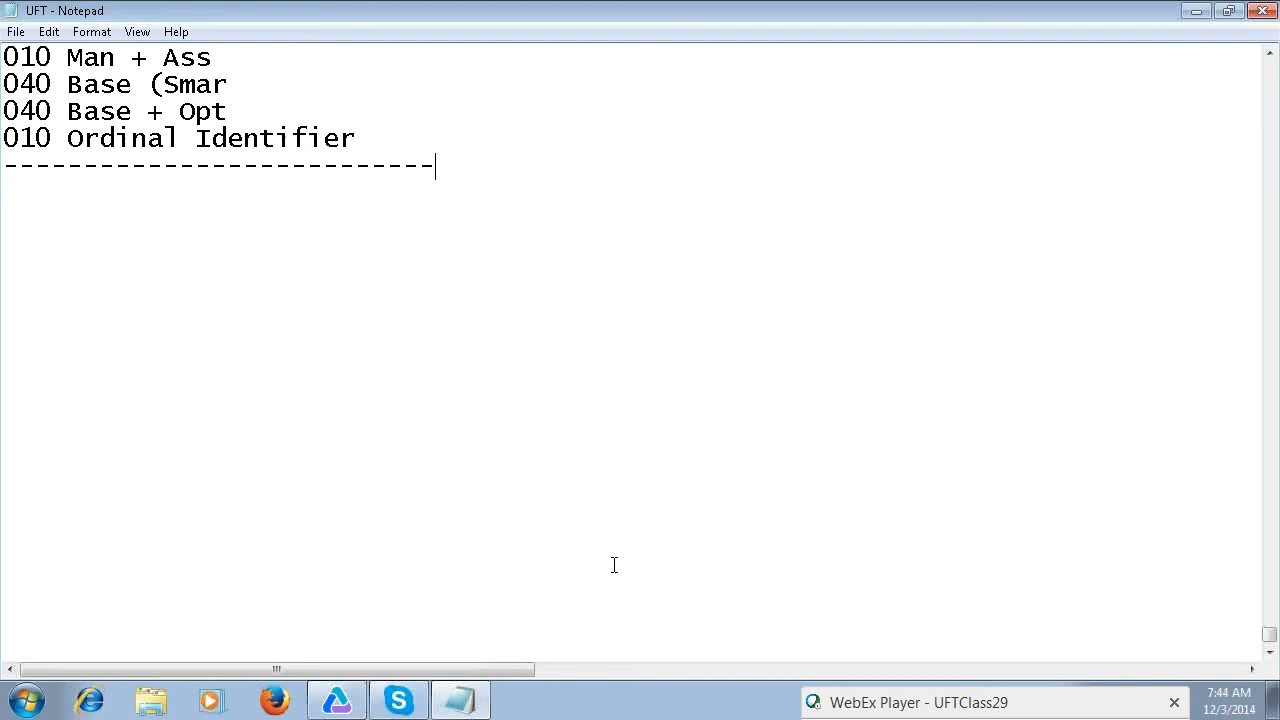 UFT - Notepad
File Edit Format View Help
010 Man + Ass
040 Base (Smar
040 Base + Opt
010 Ordinal Identifier
---------------------------
WebEx Player - UFTClass29
7:44 AM
12/3/2014